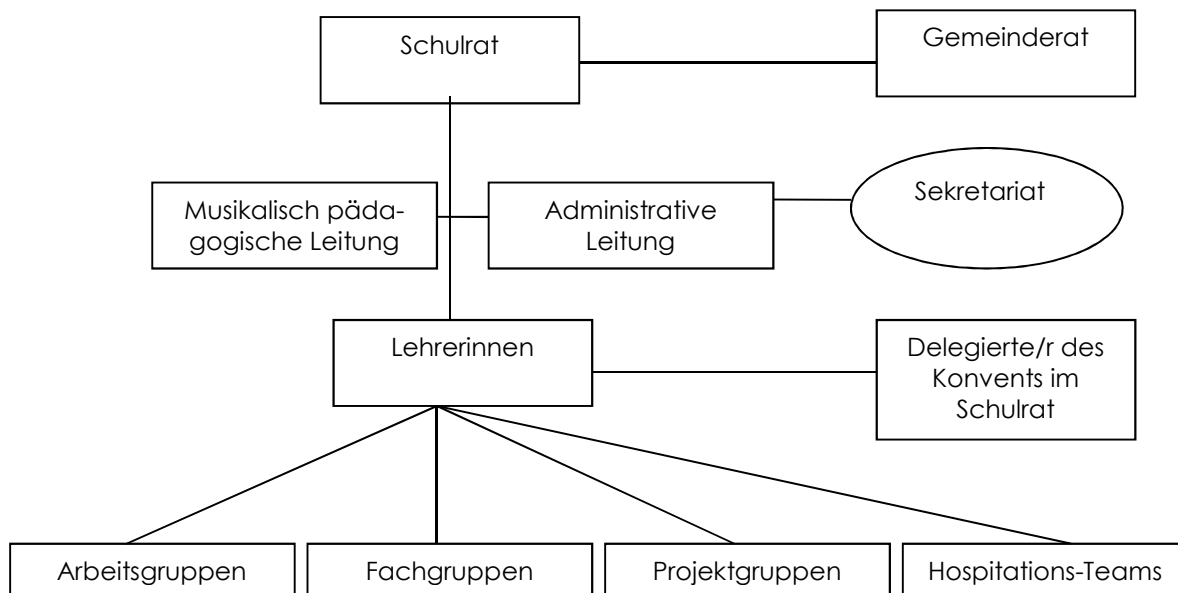 Schulrat
Gemeinderat
Musikalisch päda-
gogische Leitung
Administrative
Leitung
Sekretariat
Lehrerinnen
Delegierte/r des
Konvents im
Schulrat
Arbeitsgruppen
Fachgruppen
Projektgruppen
Hospitations-Teams